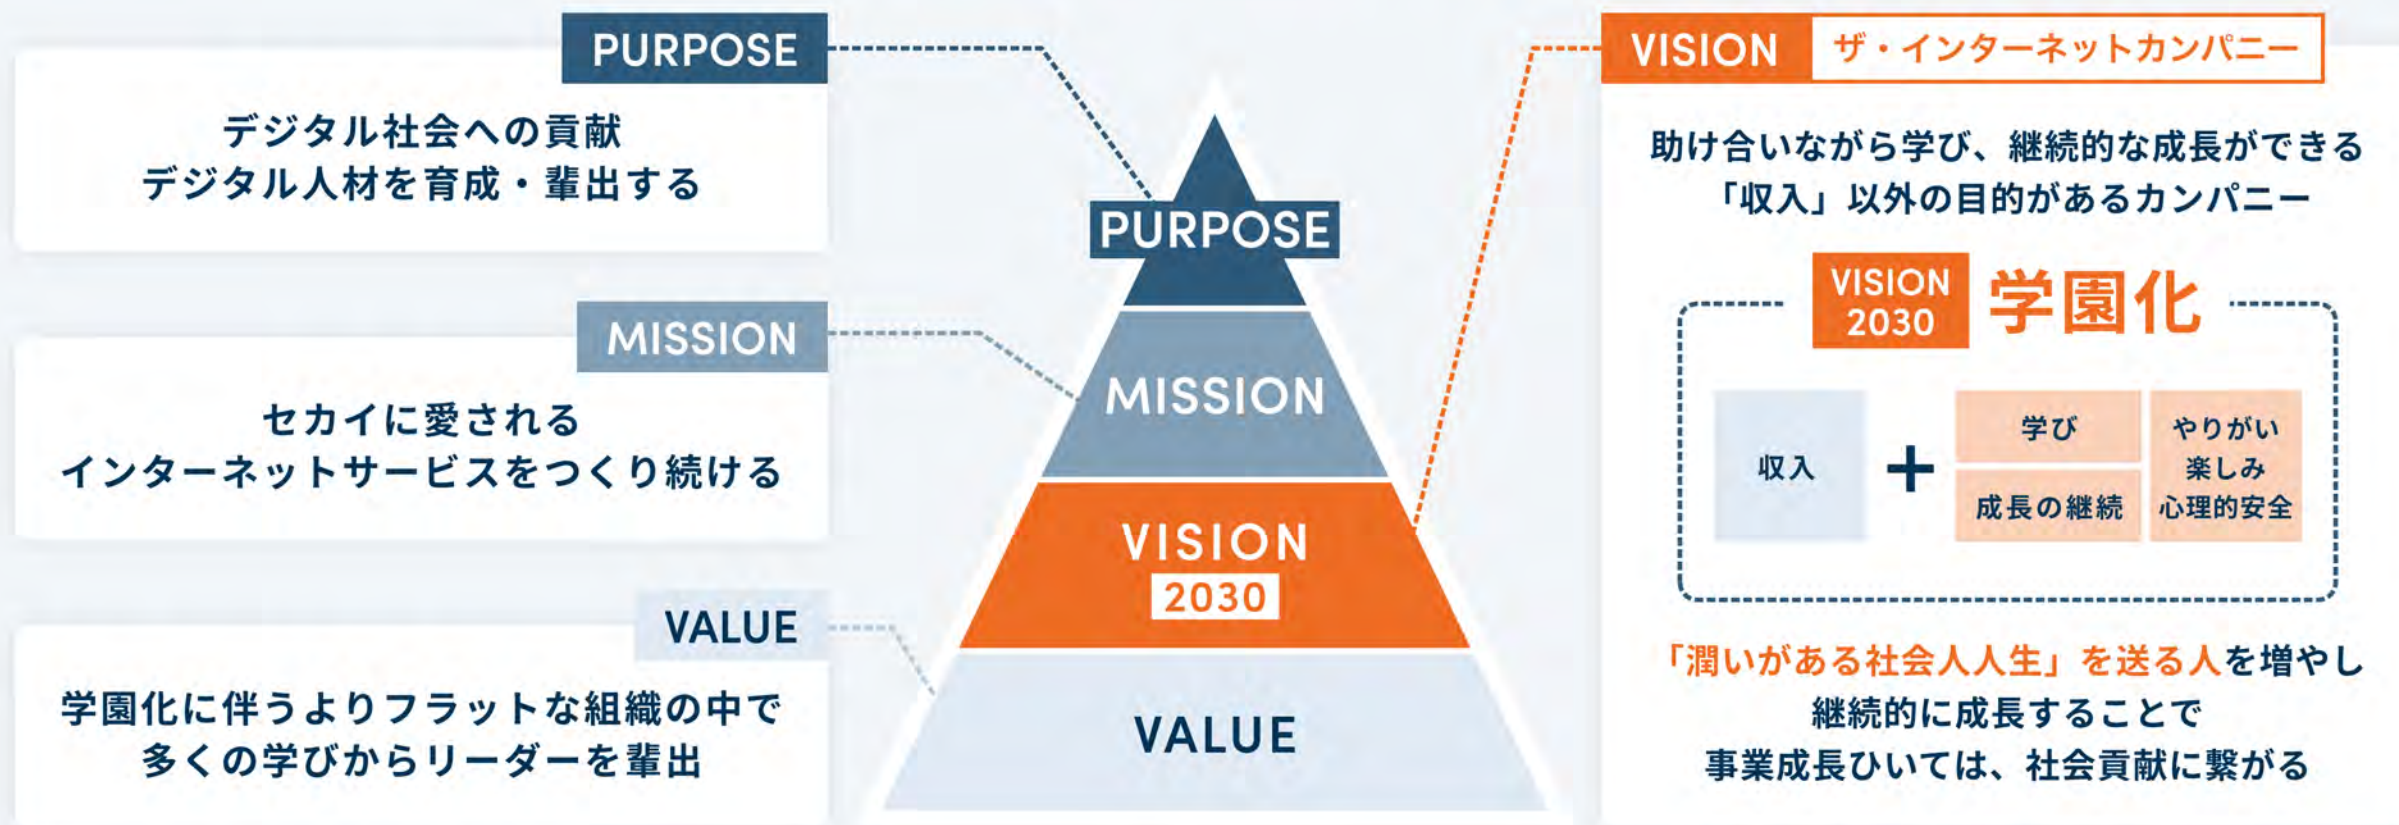 PURPOSE
デジタル社会への貢献
デジタル人材を育成・輩出する
MISSION
セカイに愛される
インターネットサービスをつくり続ける
VALUE
学園化に伴うよりフラットな組織の中で
多くの学びからリーダーを輩出
PURPOSE
MISSION
VISION
2030
VALUE
VISION ザ・インターネットカンパニー
助け合いながら学び、継続的な成長ができる
「収入」以外の目的があるカンパニー
VISION
2030
学園化
収入
+
学び
成長の継続
やりがい
楽しみ
心理的安全
「潤いがある社会人人生」を送る人を増やし
継続的に成長することで
事業成長ひいては、社会貢献に繋がる